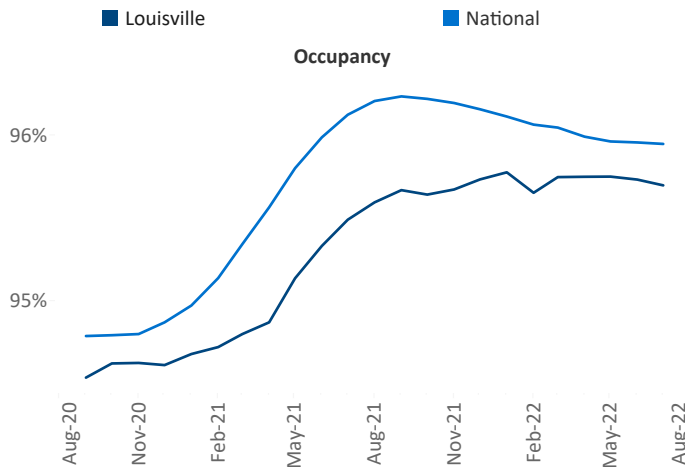 Louisville National
Occupancy
96%
95%
Aug-20 Nov-20 Feb-21 May-21 Aug-21 Nov-21 Feb-22 May-22 Aug-22